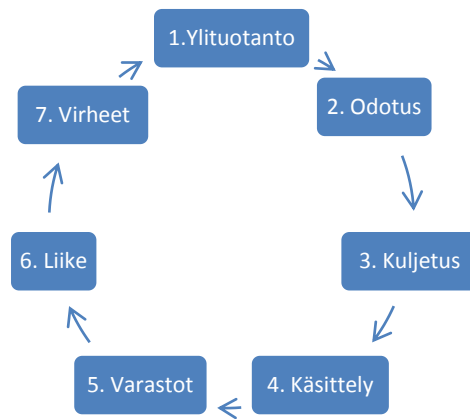 1.Ylituotanto
2. Odotus
3. Kuljetus
4. Käsittely
5. Varastot
6. Liike
7. Virheet